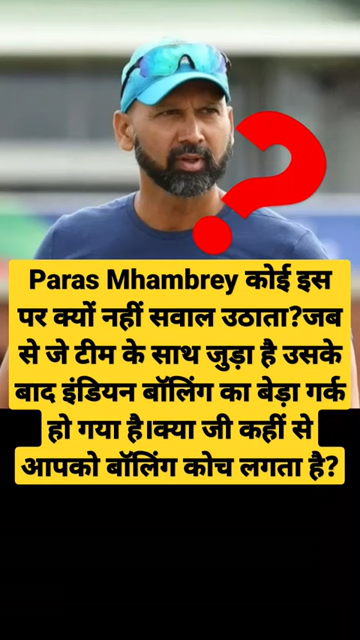 Paras Mhambrey कोई इस
पर क्यों नहीं सवाल उठाता?जब
से जे टीम के साथ जुड़ा है उसके
बाद इंडियन बॉलिंग का बेड़ा गर्क
हो गया है।क्या जी कहीं से
आपको बॉलिंग कोच लगता है?